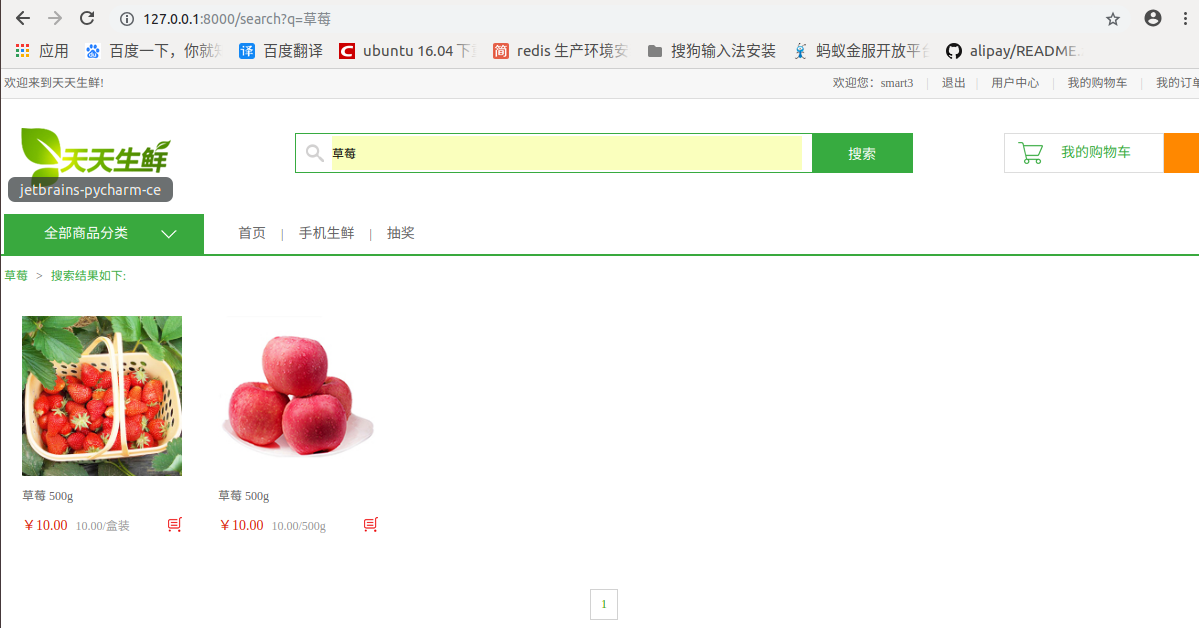 127.0.0.1:8000/search?q=草莓
应用 百度一下，你就知 百度翻译 ubuntu 16.04 下 redis 生产环境安 搜狗输入法安装 蚂蚁金服开放平台 alipay/README.
欢迎来到天天生鲜! 欢迎您：smart3 | 退出 | 用户中心 | 我的购物车 | 我的订单
天天生鲜 草莓 搜索 我的购物车
jetbrains-pycharm-ce
全部商品分类 首页 | 手机生鲜 | 抽奖
草莓 > 搜索结果如下:
草莓 500g 草莓 500g
￥10.00 10.00/盒装 ￥10.00 10.00/500g
1